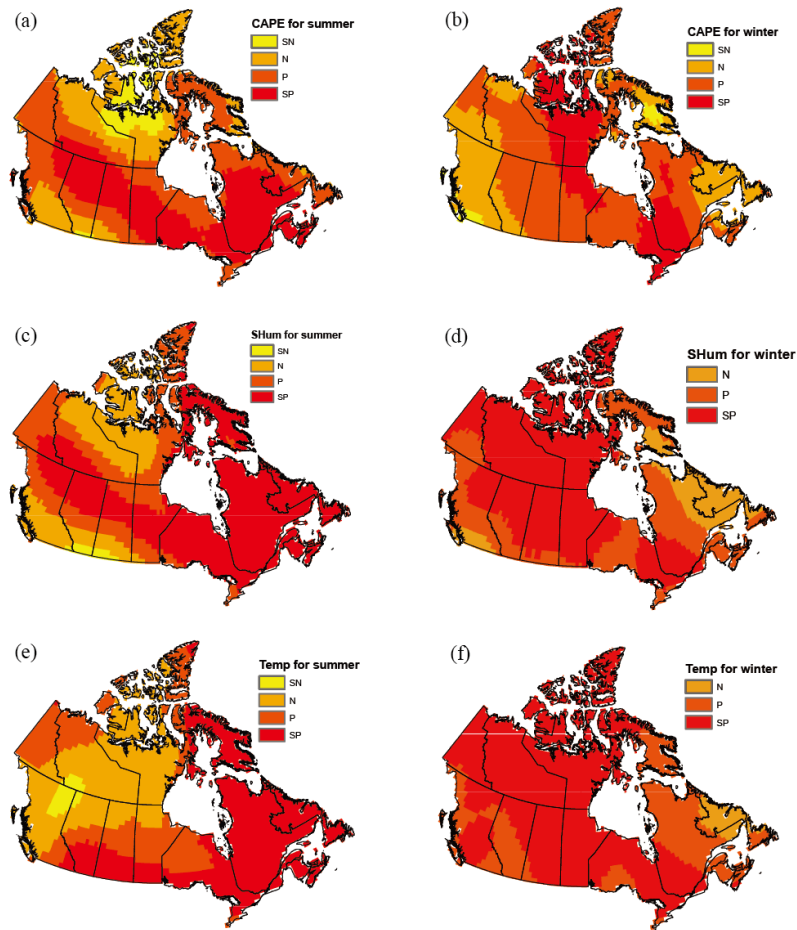 (a)
CAPE for summer
SN
N
P
SP
(b)
CAPE for winter
SN
N
P
SP
(c)
SHum for summer
SN
N
P
SP
(d)
SHum for winter
N
P
SP
(e)
Temp for summer
SN
N
P
SP
(f)
Temp for winter
N
P
SP